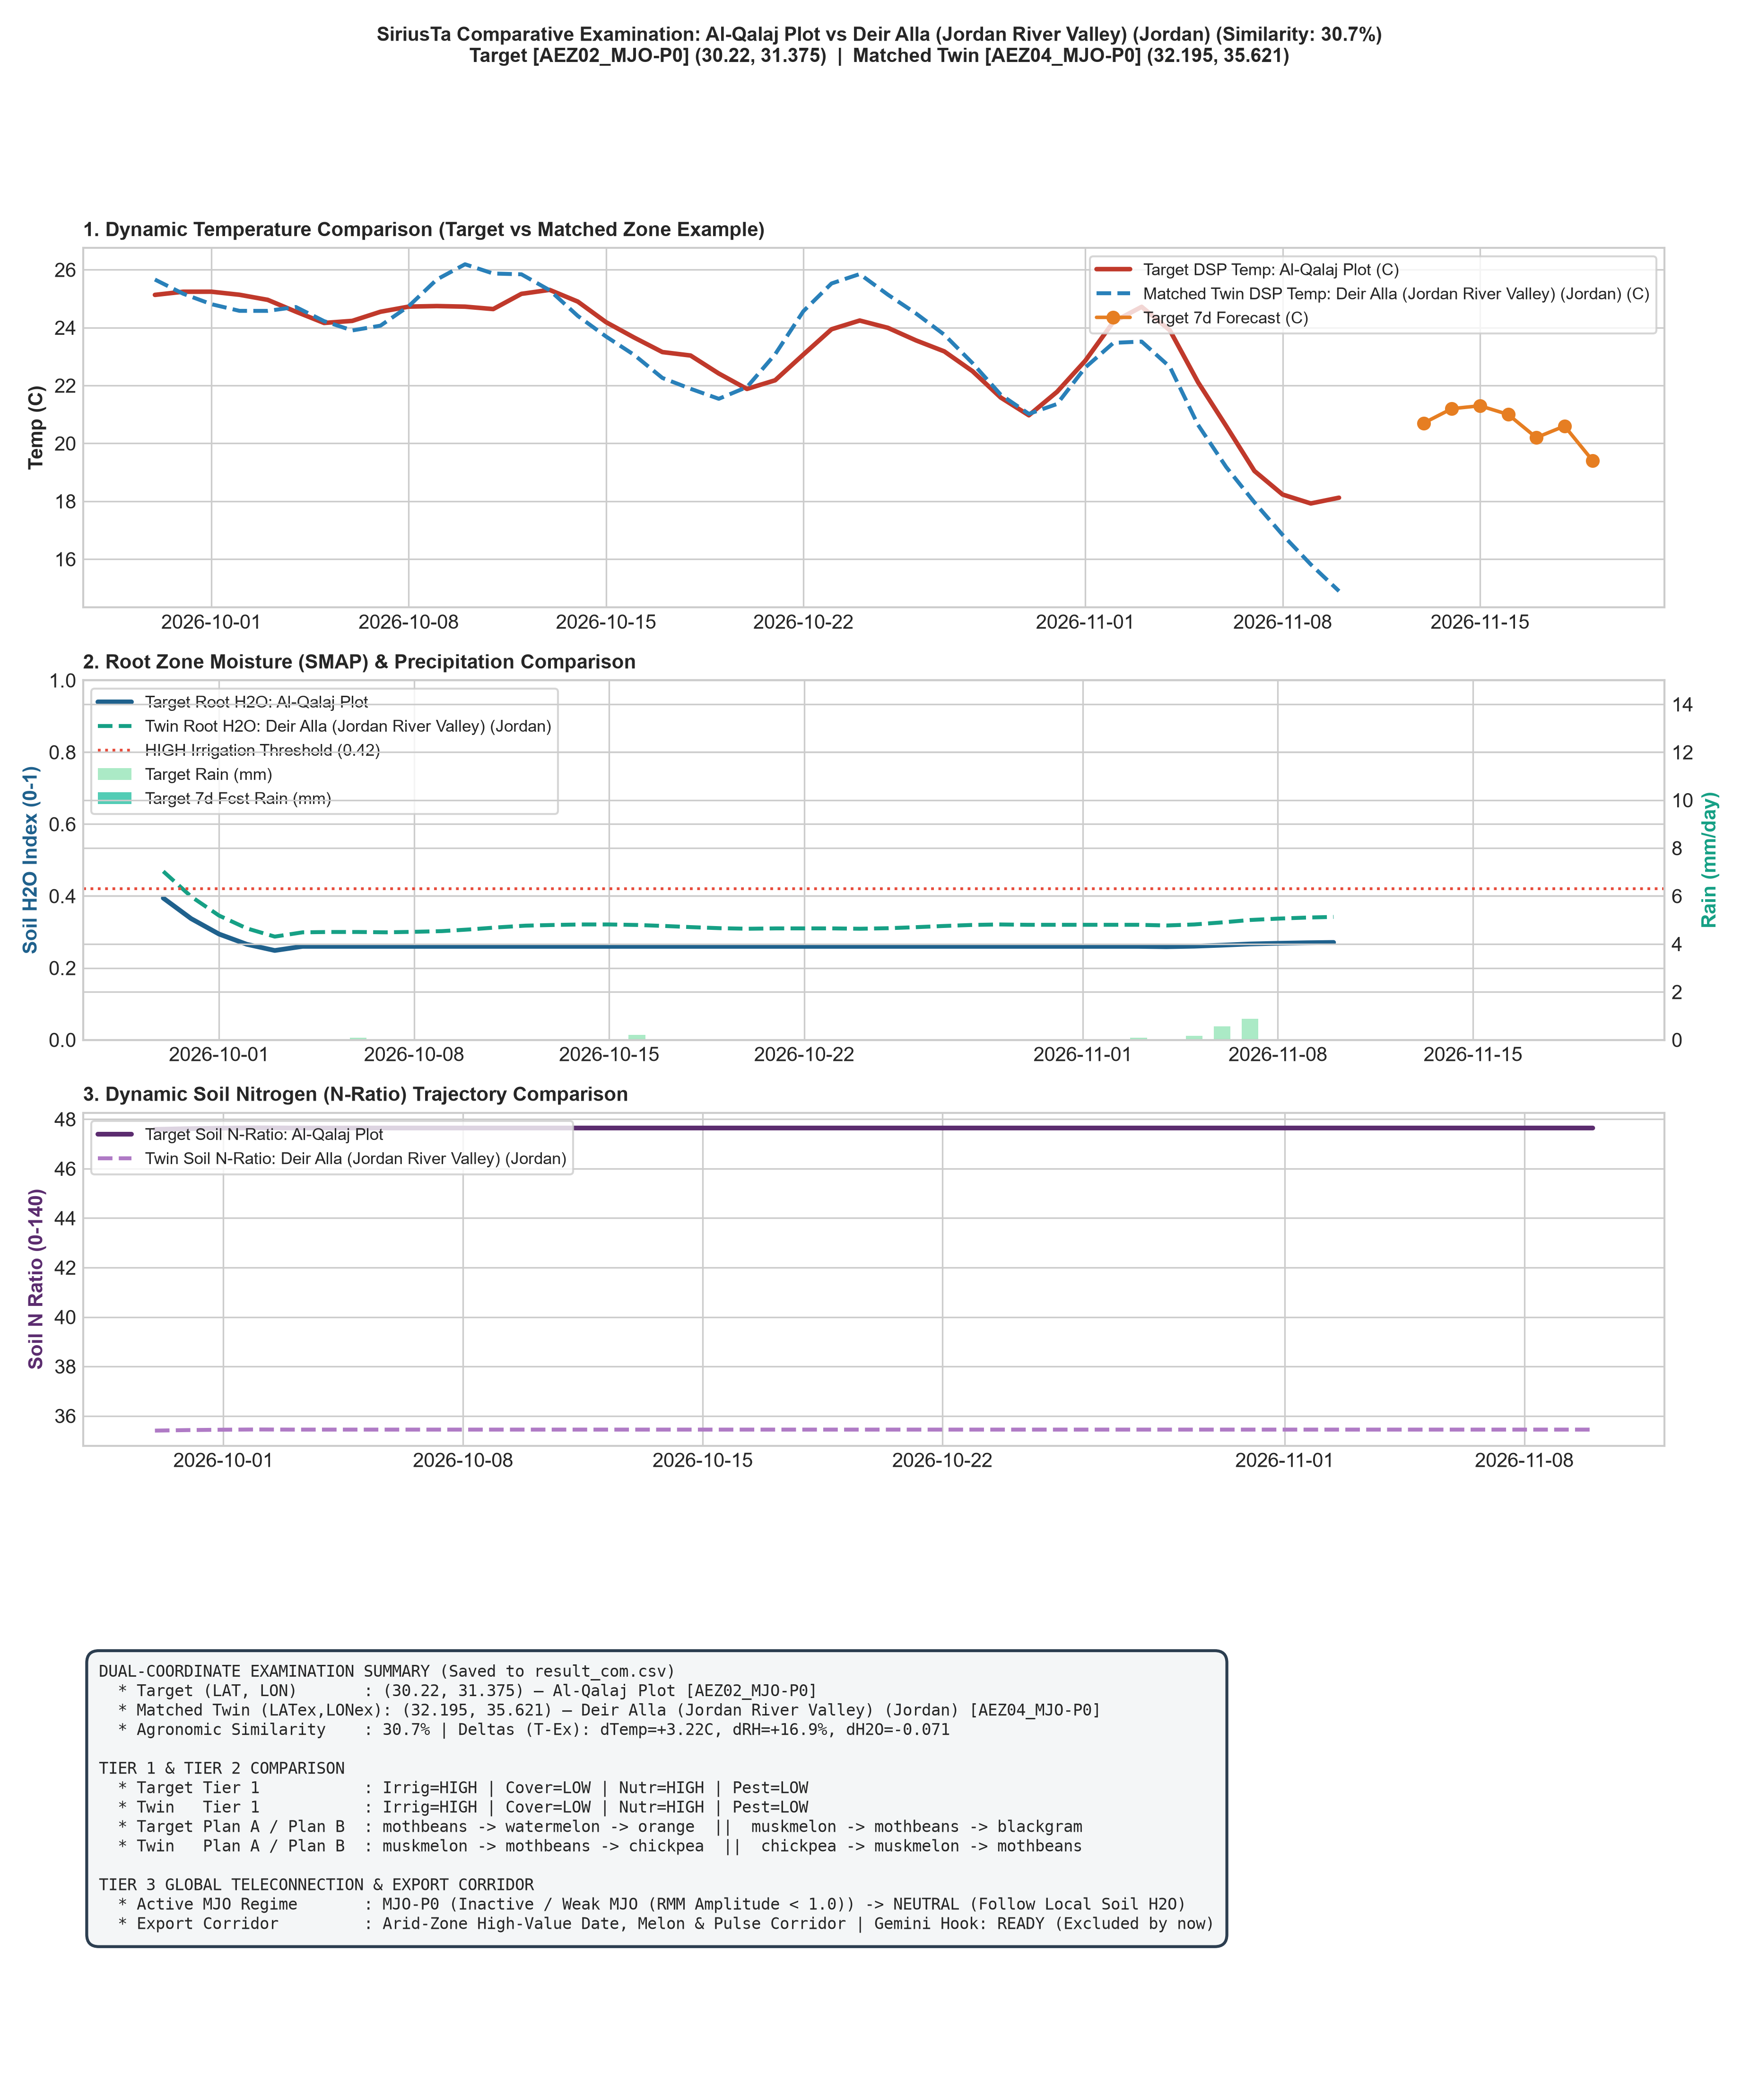 SiriusTa Comparative Examination: Al-Qalaj Plot vs Deir Alla (Jordan River Valley) (Jordan) (Similarity: 30.7%)
Target [AEZ02_MJO-P0] (30.22, 31.375) | Matched Twin [AEZ04_MJO-P0] (32.195, 35.621)
1. Dynamic Temperature Comparison (Target vs Matched Zone Example)
Temp (C)
26
24
22
20
18
16
Target DSP Temp: Al-Qalaj Plot (C)
Matched Twin DSP Temp: Deir Alla (Jordan River Valley) (Jordan) (C)
Target 7d Forecast (C)
2026-10-01 2026-10-08 2026-10-15 2026-10-22 2026-11-01 2026-11-08 2026-11-15
2. Root Zone Moisture (SMAP) & Precipitation Comparison
Soil H2O Index (0-1)
1.0
0.8
0.6
0.4
0.2
0.0
Target Root H2O: Al-Qalaj Plot
Twin Root H2O: Deir Alla (Jordan River Valley) (Jordan)
HIGH Irrigation Threshold (0.42)
Target Rain (mm)
Target 7d Fcst Rain (mm)
14
12
10
8
6
4
2
0
Rain (mm/day)
2026-10-01 2026-10-08 2026-10-15 2026-10-22 2026-11-01 2026-11-08 2026-11-15
3. Dynamic Soil Nitrogen (N-Ratio) Trajectory Comparison
Soil N Ratio (0-140)
48
46
44
42
40
38
36
Target Soil N-Ratio: Al-Qalaj Plot
Twin Soil N-Ratio: Deir Alla (Jordan River Valley) (Jordan)
2026-10-01 2026-10-08 2026-10-15 2026-10-22 2026-11-01 2026-11-08
DUAL-COORDINATE EXAMINATION SUMMARY (Saved to result_com.csv)
* Target (LAT, LON) : (30.22, 31.375) — Al-Qalaj Plot [AEZ02_MJO-P0]
* Matched Twin (LATex,LONex): (32.195, 35.621) — Deir Alla (Jordan River Valley) (Jordan) [AEZ04_MJO-P0]
* Agronomic Similarity : 30.7% | Deltas (T-Ex): dTemp=+3.22C, dRH=+16.9%, dH2O=-0.071
TIER 1 & TIER 2 COMPARISON
* Target Tier 1 : Irrig=HIGH | Cover=LOW | Nutr=HIGH | Pest=LOW
* Twin Tier 1 : Irrig=HIGH | Cover=LOW | Nutr=HIGH | Pest=LOW
* Target Plan A / Plan B : mothbeans -> watermelon -> orange || muskmelon -> mothbeans -> blackgram
* Twin Plan A / Plan B : muskmelon -> mothbeans -> chickpea || chickpea -> muskmelon -> mothbeans
TIER 3 GLOBAL TELECONNECTION & EXPORT CORRIDOR
* Active MJO Regime : MJO-P0 (Inactive / Weak MJO (RMM Amplitude < 1.0)) -> NEUTRAL (Follow Local Soil H2O)
* Export Corridor : Arid-Zone High-Value Date, Melon & Pulse Corridor | Gemini Hook: READY (Excluded by now)